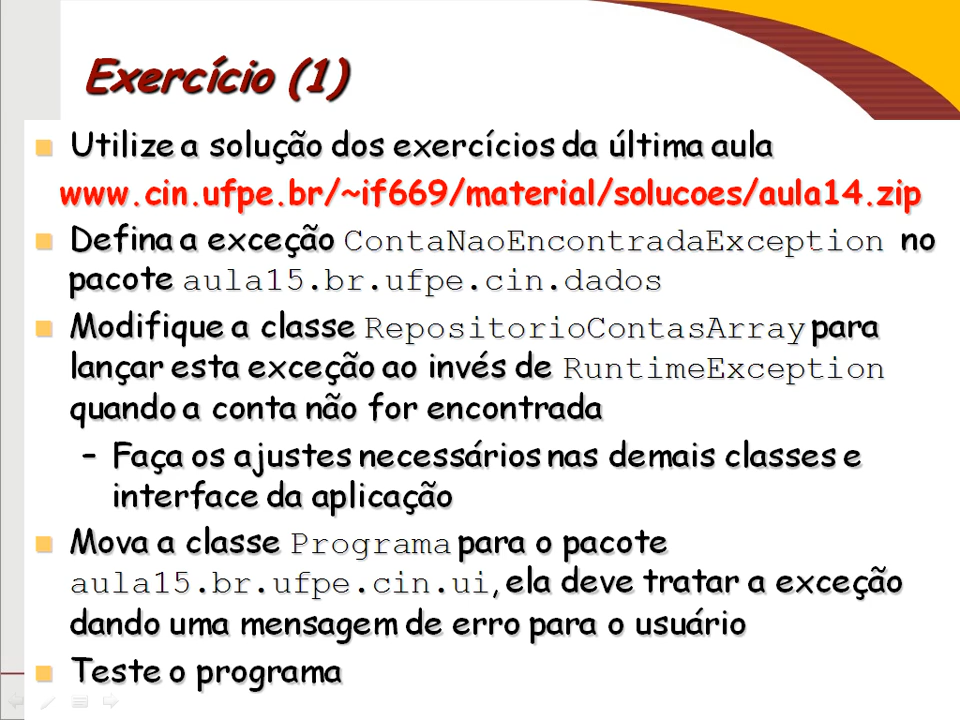 Exercício (1)
Utilize a solução dos exercícios da última aula
www.cin.ufpe.br/~if669/material/solucoes/aula14.zip
Defina a exceção ContaNaoEncontradaException no
pacote aula15.br.ufpe.cin.dados
Modifique a classe RepositorioContasArray para
lançar esta exceção ao invés de RuntimeException
quando a conta não for encontrada
– Faça os ajustes necessários nas demais classes e
interface da aplicação
Mova a classe Programa para o pacote
aula15.br.ufpe.cin.ui, ela deve tratar a exceção
dando uma mensagem de erro para o usuário
Teste o programa